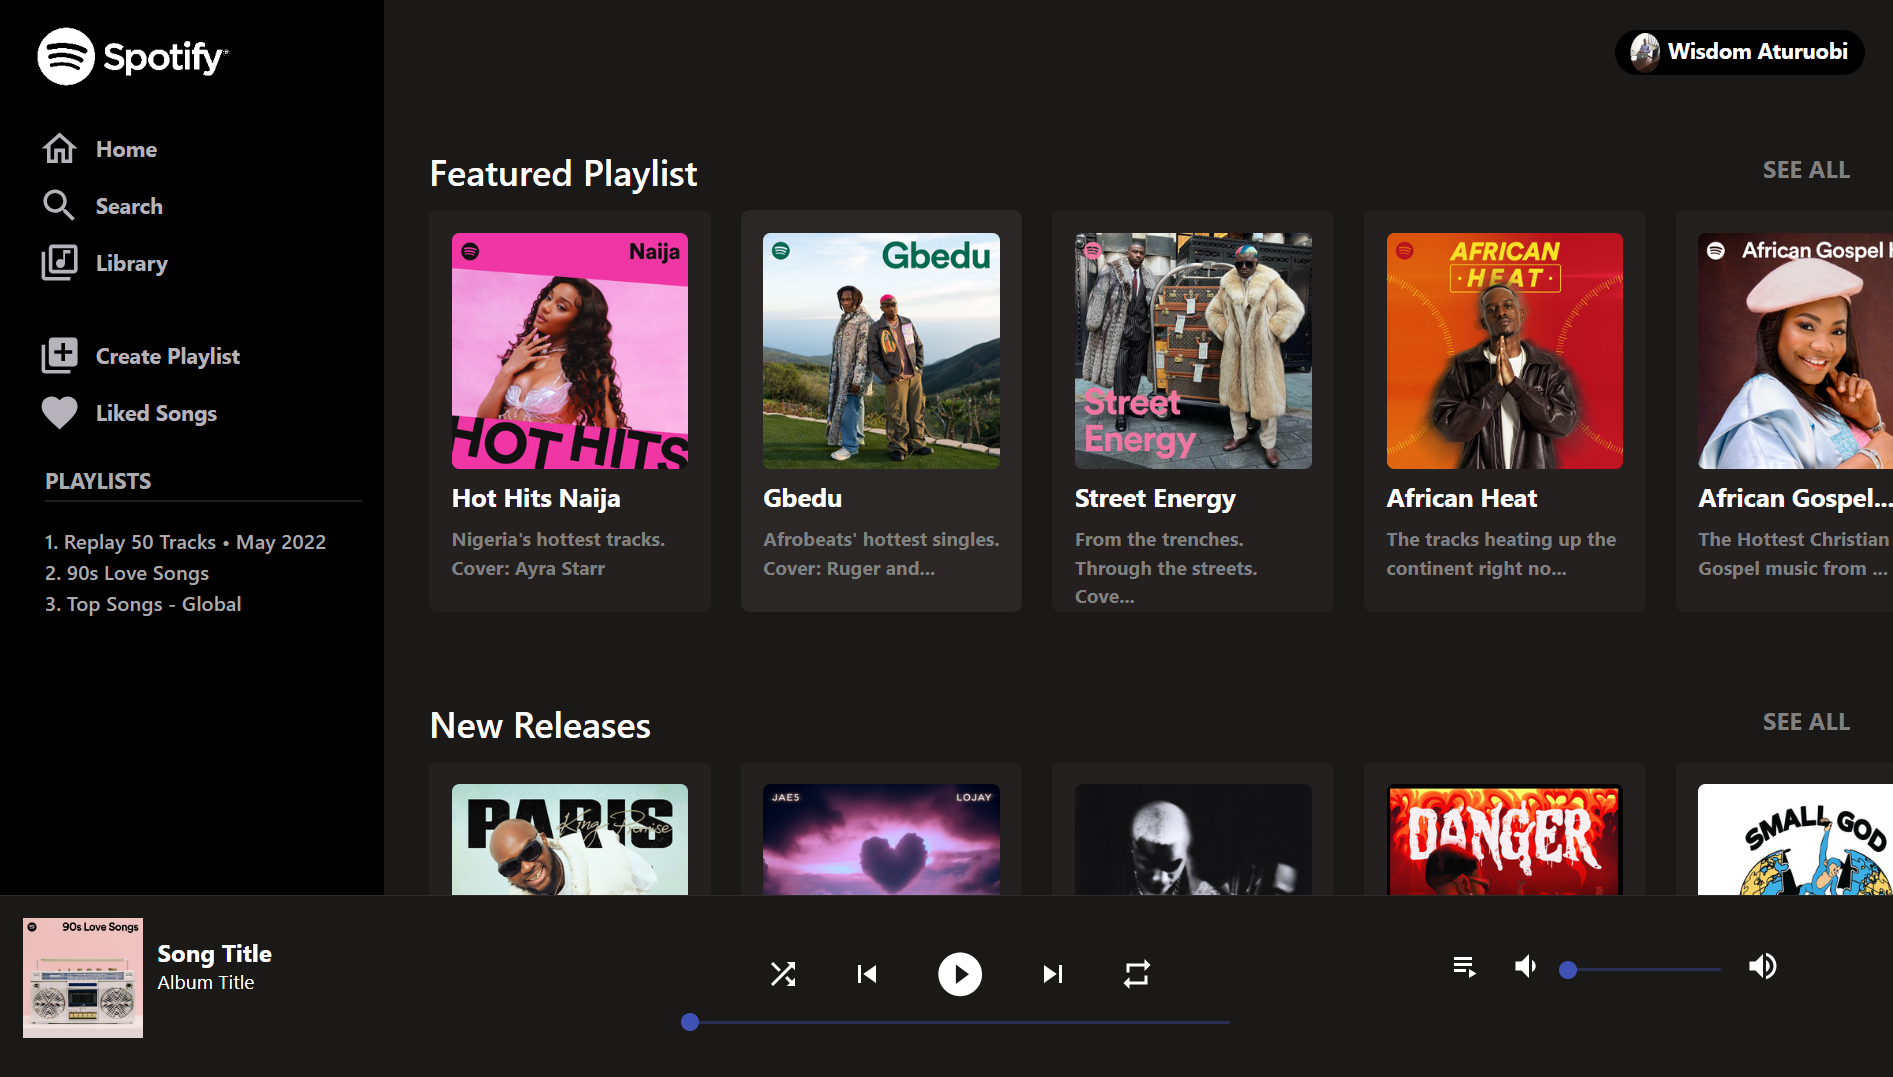 Spotify
Wisdom Aturuobi
Home
Search
Library
Create Playlist
Liked Songs
PLAYLISTS
1. Replay 50 Tracks • May 2022
2. 90s Love Songs
3. Top Songs - Global
Featured Playlist
SEE ALL
Naija
HOT HITS
Hot Hits Naija
Nigeria's hottest tracks.
Cover: Ayra Starr
Gbedu
Gbedu
Afrobeats' hottest singles.
Cover: Ruger and...
Street
Energy
Street Energy
From the trenches.
Through the streets.
Cove...
AFRICAN
HEAT
African Heat
The tracks heating up the
continent right no...
African Gospel
African Gospel...
The Hottest Christian
Gospel music from ...
New Releases
SEE ALL
PARIS
King Promise
JAE5
LOJAY
DANGER
SMALL GOD
90s Love Songs
Song Title
Album Title